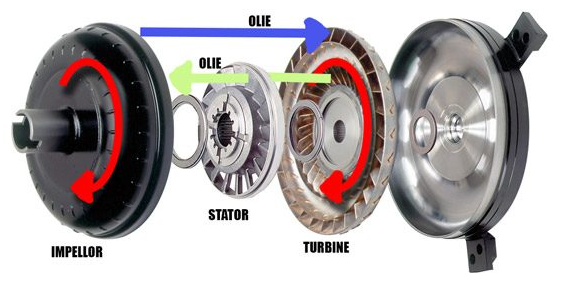 OLIE
OLIE
STATOR
TURBINE
IMPELLOR